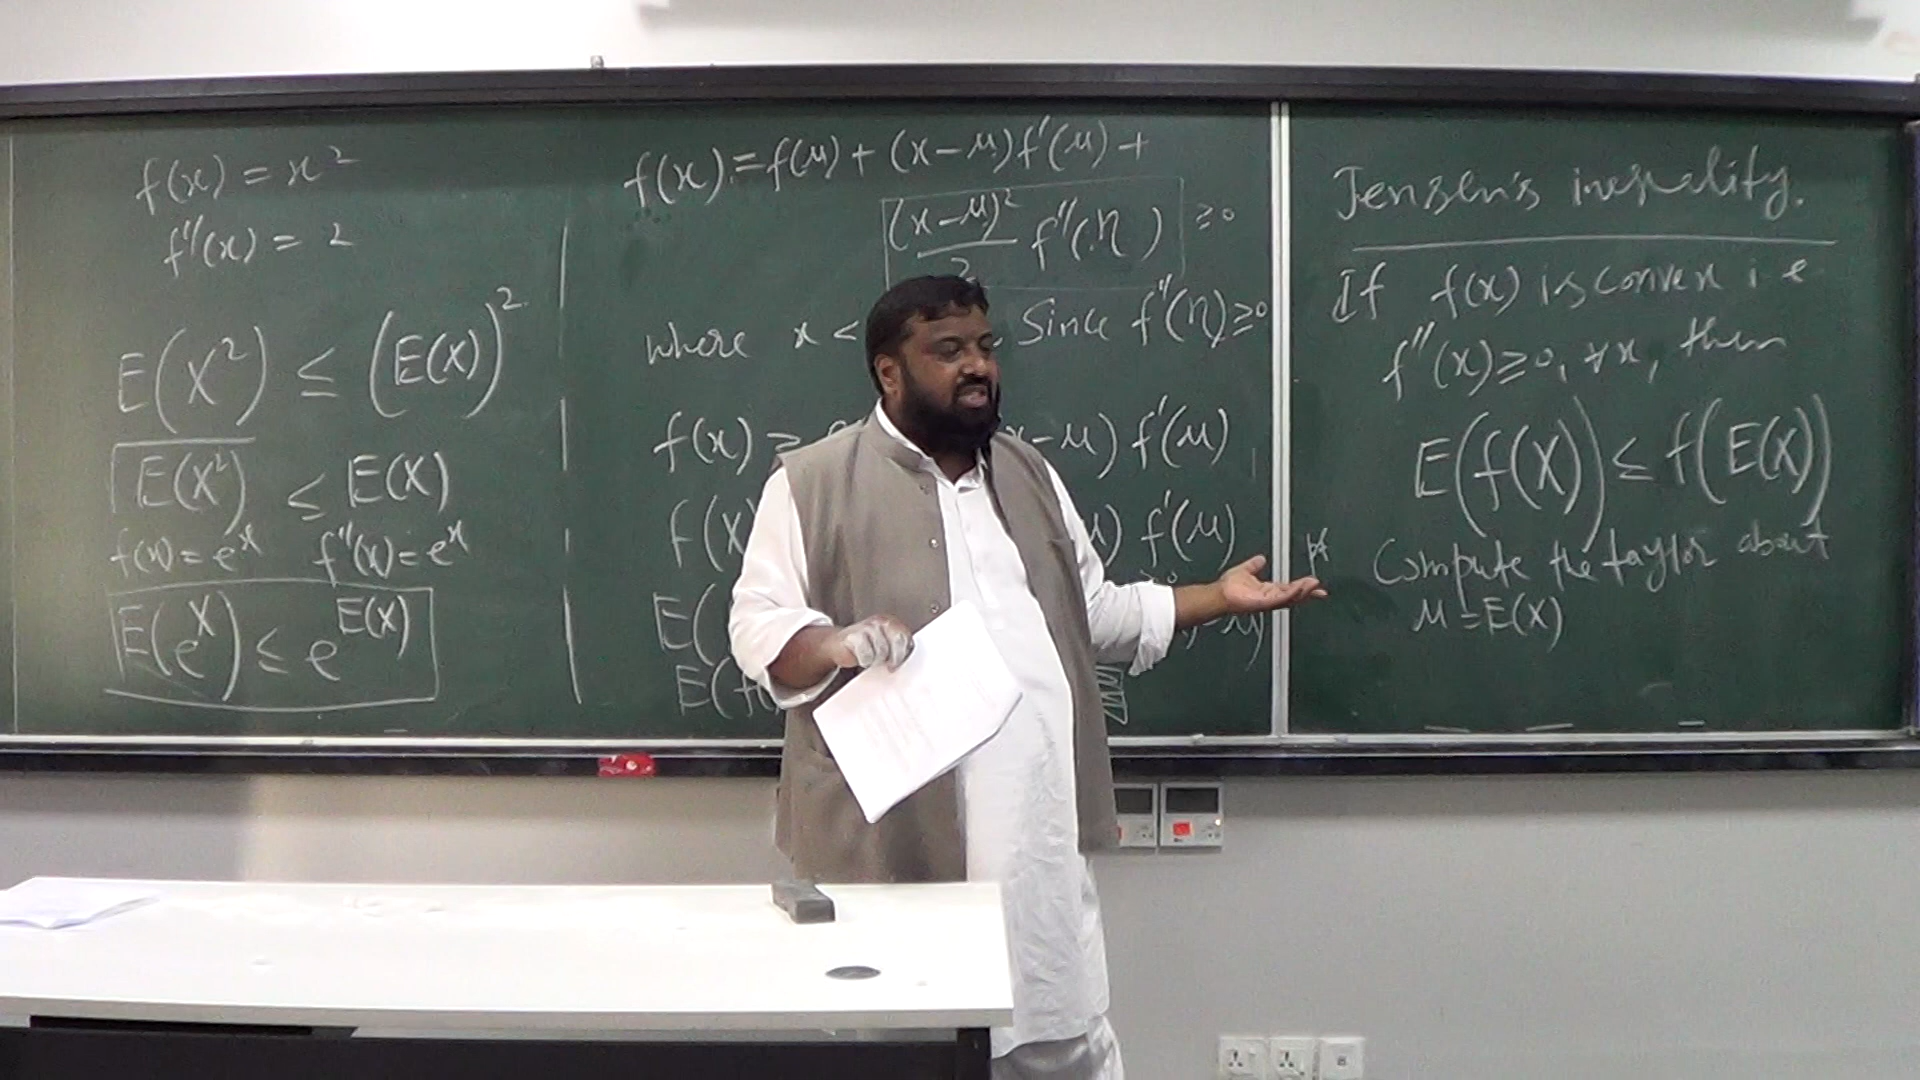 f(x) = x²
f''(x) = 2
E(X²) ≤ (E(X))²
E(X²) ≤ E(X)
f(x) = eˣ f''(x) = eˣ
E(e^X) ≤ e^E(X)
f(x) = f(μ) + (x-μ) f'(μ) +
(x-μ)²/2 f''(η) ≥0
where x < Since f''(η) ≥0
f(x) ≥ x-μ) f'(μ)
f(X) μ) f'(μ)
E( -μ)
E(f(
Jensen's inequality.
If f(x) is convex i e
f''(x) ≥ 0, ∀x, then
E(f(X)) ≤ f(E(X))
pf Compute the taylor about
μ = E(X)